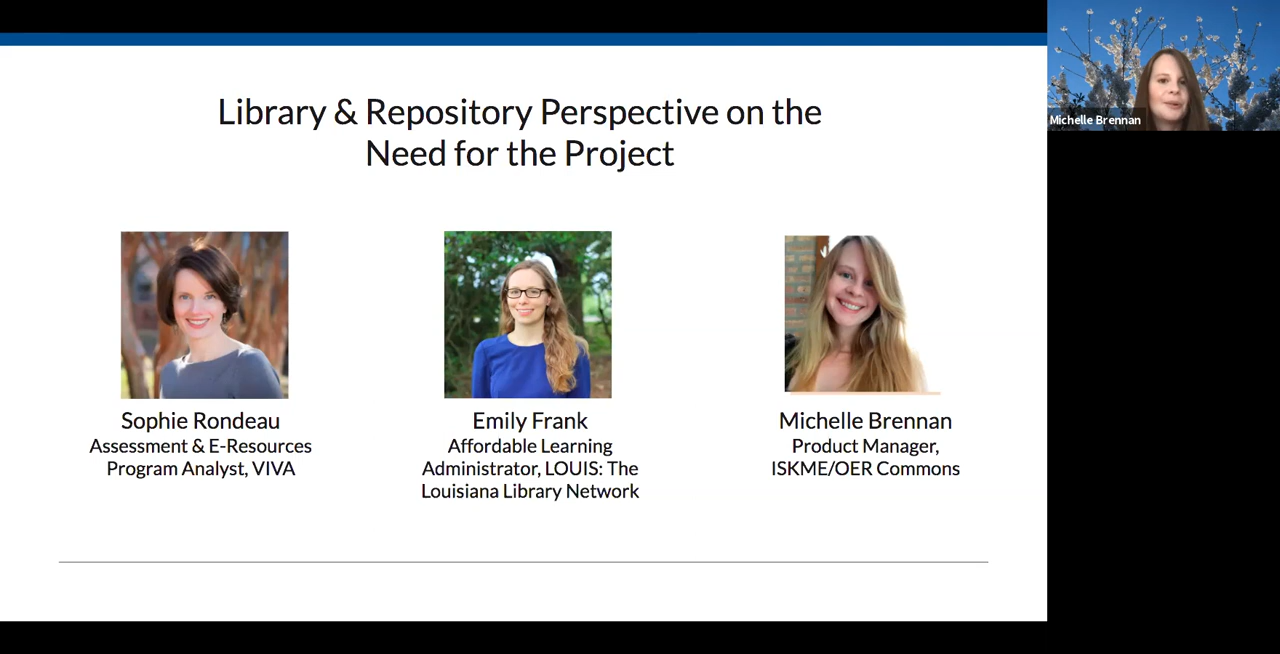 Library & Repository Perspective on the
Need for the Project
Michelle Brennan
Sophie Rondeau
Assessment & E-Resources
Program Analyst, VIVA
Emily Frank
Affordable Learning
Administrator, LOUIS: The
Louisiana Library Network
Michelle Brennan
Product Manager,
ISKME/OER Commons